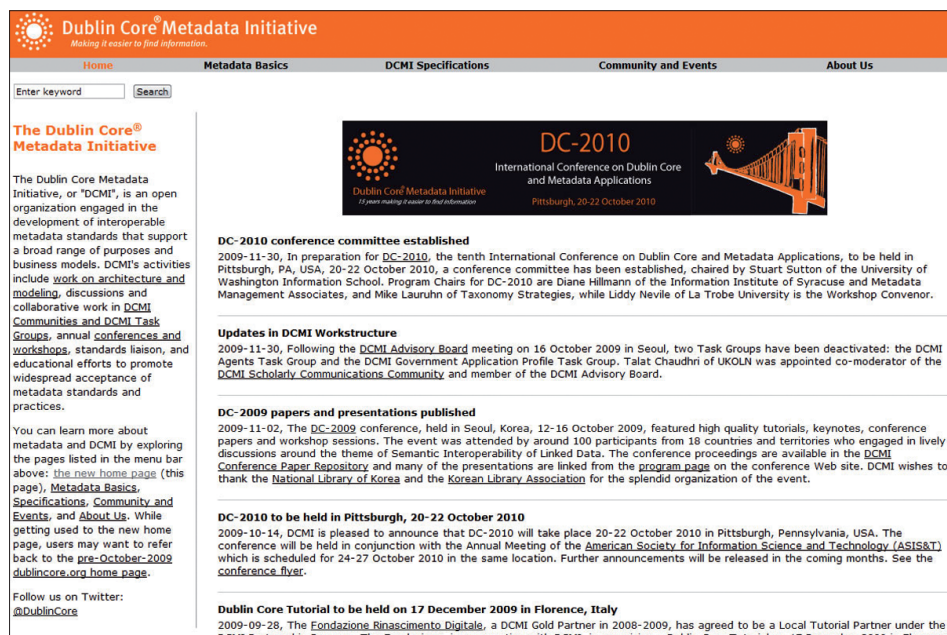 Dublin Core® Metadata Initiative
Making it easier to find information.
Home Metadata Basics DCMI Specifications Community and Events About Us
Enter keyword Search
The Dublin Core®
Metadata Initiative
The Dublin Core Metadata
Initiative, or "DCMI", is an open
organization engaged in the
development of interoperable
metadata standards that support
a broad range of purposes and
business models. DCMI's activities
include work on architecture and
modeling, discussions and
collaborative work in DCMI
Communities and DCMI Task
Groups, annual conferences and
workshops, standards liaison, and
educational efforts to promote
widespread acceptance of
metadata standards and
practices.
You can learn more about
metadata and DCMI by exploring
the pages listed in the menu bar
above: the new home page (this
page), Metadata Basics,
Specifications, Community and
Events, and About Us. While
getting used to the new home
page, users may want to refer
back to the pre-October-2009
dublincore.org home page.
Follow us on Twitter:
@DublinCore
Dublin Core® Metadata Initiative
15 years making it easier to find information
DC-2010
International Conference on Dublin Core
and Metadata Applications
Pittsburgh, 20-22 October 2010
DC-2010 conference committee established
2009-11-30, In preparation for DC-2010, the tenth International Conference on Dublin Core and Metadata Applications, to be held in
Pittsburgh, PA, USA, 20-22 October 2010, a conference committee has been established, chaired by Stuart Sutton of the University of
Washington Information School. Program Chairs for DC-2010 are Diane Hillmann of the Information Institute of Syracuse and Metadata
Management Associates, and Mike Lauruhn of Taxonomy Strategies, while Liddy Nevile of La Trobe University is the Workshop Convenor.
Updates in DCMI Workstructure
2009-11-30, Following the DCMI Advisory Board meeting on 16 October 2009 in Seoul, two Task Groups have been deactivated: the DCMI
Agents Task Group and the DCMI Government Application Profile Task Group. Talat Chaudhri of UKOLN was appointed co-moderator of the
DCMI Scholarly Communications Community and member of the DCMI Advisory Board.
DC-2009 papers and presentations published
2009-11-02, The DC-2009 conference, held in Seoul, Korea, 12-16 October 2009, featured high quality tutorials, keynotes, conference
papers and workshop sessions. The event was attended by around 100 participants from 18 countries and territories who engaged in lively
discussions around the theme of Semantic Interoperability of Linked Data. The conference proceedings are available in the DCMI
Conference Paper Repository and many of the presentations are linked from the program page on the conference Web site. DCMI wishes to
thank the National Library of Korea and the Korean Library Association for the splendid organization of the event.
DC-2010 to be held in Pittsburgh, 20-22 October 2010
2009-10-14, DCMI is pleased to announce that DC-2010 will take place 20-22 October 2010 in Pittsburgh, Pennsylvania, USA. The
conference will be held in conjunction with the Annual Meeting of the American Society for Information Science and Technology (ASIS&T)
which is scheduled for 24-27 October 2010 in the same location. Further announcements will be released in the coming months. See the
conference flyer.
Dublin Core Tutorial to be held on 17 December 2009 in Florence, Italy
2009-09-28, The Fondazione Rinascimento Digitale, a DCMI Gold Partner in 2008-2009, has agreed to be a Local Tutorial Partner under the